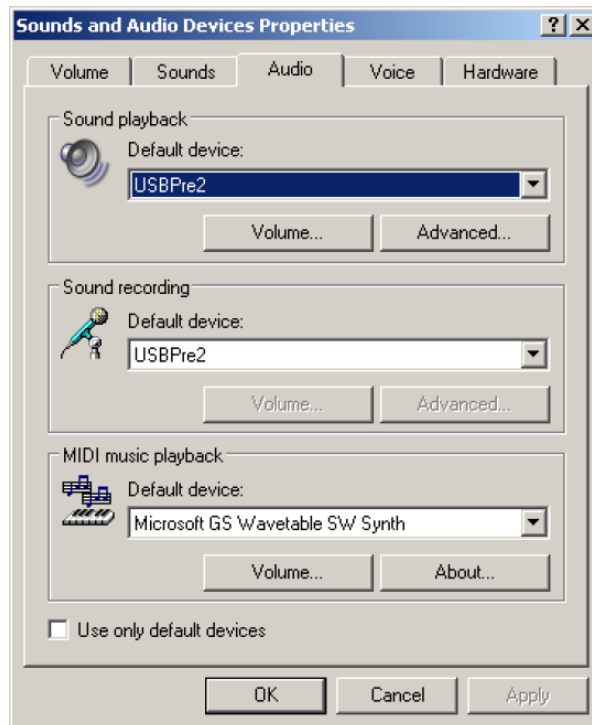 Sounds and Audio Devices Properties
Volume Sounds Audio Voice Hardware
Sound playback
Default device:
USBPre2
Volume... Advanced...
Sound recording
Default device:
USBPre2
Volume... Advanced...
MIDI music playback
Default device:
Microsoft GS Wavetable SW Synth
Volume... About...
Use only default devices
OK Cancel Apply